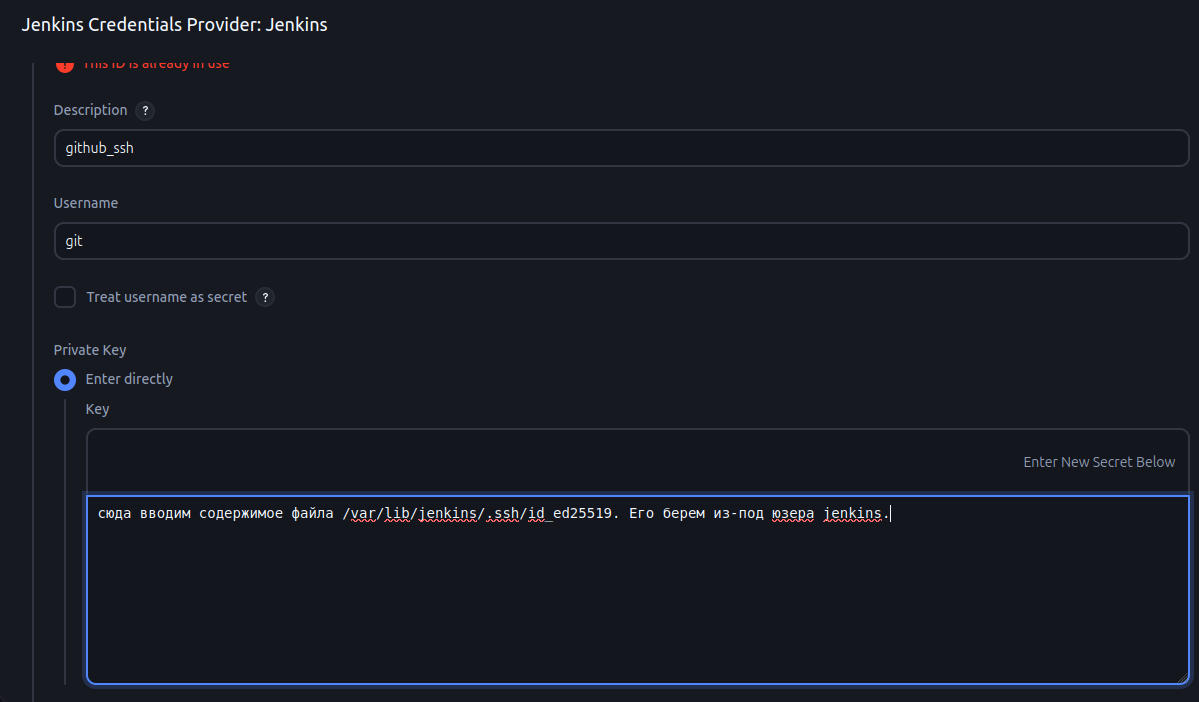 Jenkins Credentials Provider: Jenkins
This ID is already in use
Description ?
github_ssh
Username
git
Treat username as secret ?
Private Key
Enter directly
Key
Enter New Secret Below
сюда вводим содержимое файла /var/lib/jenkins/.ssh/id_ed25519. Его берем из-под юзера jenkins.